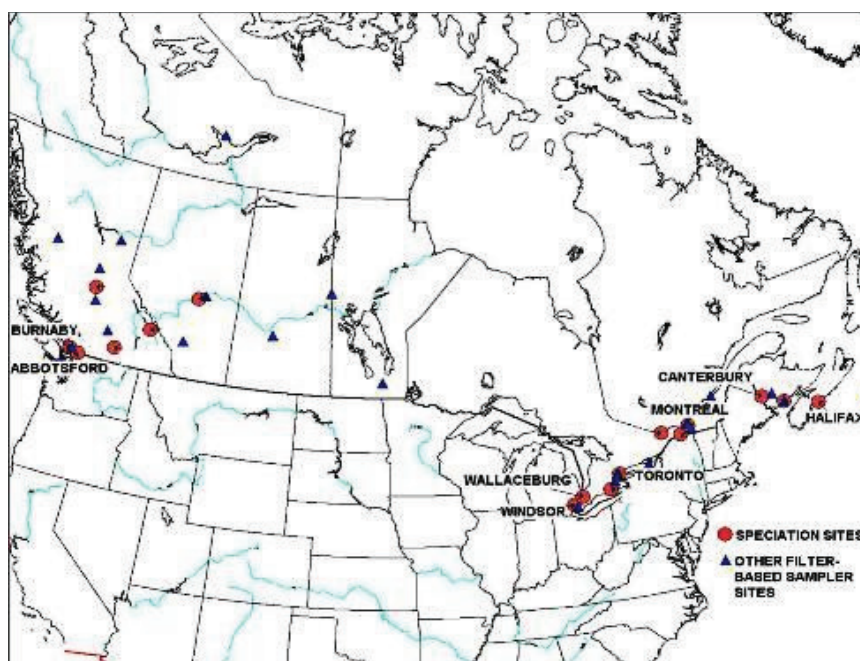 BURNABY
ABBOTSFORD
CANTERBURY
MONTREAL
HALIFAX
WALLACEBURG
TORONTO
WINDSOR
SPECIATION SITES
OTHER FILTER-
BASED SAMPLER
SITES